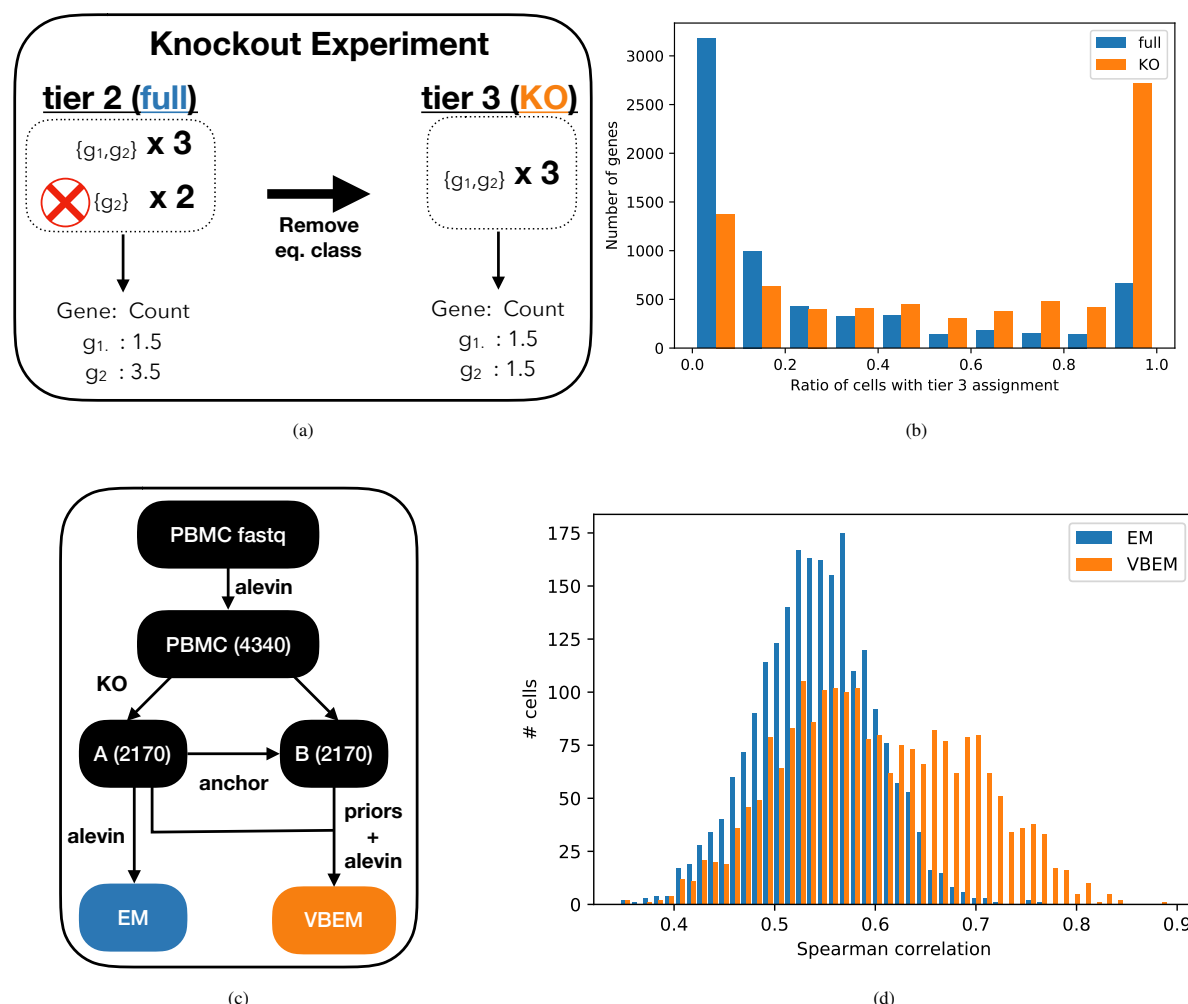 Knockout Experiment
tier 2 (full)
{g1,g2} x 3
{g2} x 2
Remove
eq. class
tier 3 (KO)
{g1,g2} x 3
Gene: Count
g1. : 1.5
g2 : 3.5
Gene: Count
g1. : 1.5
g2 : 1.5
(a)
full
KO
Number of genes
3000
2500
2000
1500
1000
500
0
0.0 0.2 0.4 0.6 0.8 1.0
Ratio of cells with tier 3 assignment
(b)
PBMC fastq
alevin
PBMC (4340)
KO
A (2170)
B (2170)
anchor
alevin
priors
+
alevin
EM
VBEM
(c)
EM
VBEM
# cells
175
150
125
100
75
50
25
0
0.4 0.5 0.6 0.7 0.8 0.9
Spearman correlation
(d)